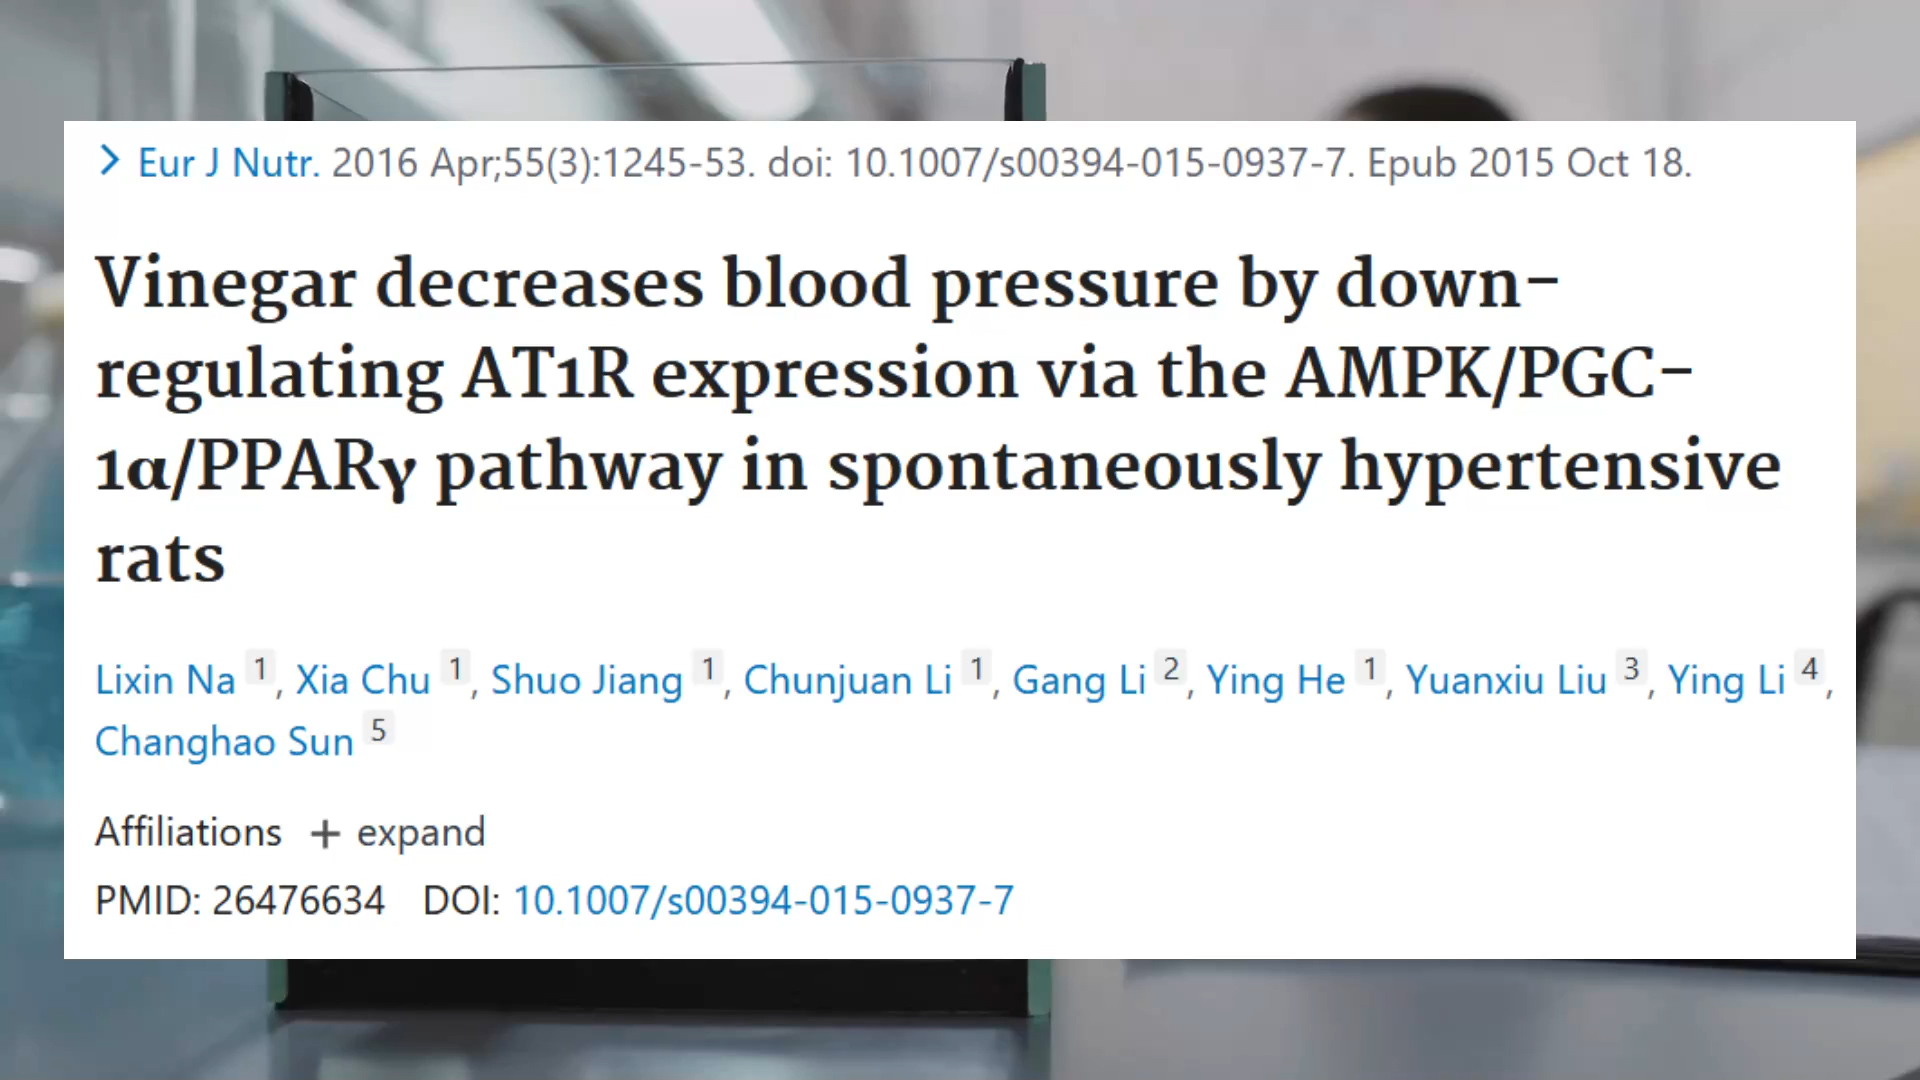 > Eur J Nutr. 2016 Apr;55(3):1245-53. doi: 10.1007/s00394-015-0937-7. Epub 2015 Oct 18.
Vinegar decreases blood pressure by down-
regulating AT1R expression via the AMPK/PGC-
1α/PPARγ pathway in spontaneously hypertensive
rats
Lixin Na 1, Xia Chu 1, Shuo Jiang 1, Chunjuan Li 1, Gang Li 2, Ying He 1, Yuanxiu Liu 3, Ying Li 4,
Changhao Sun 5
Affiliations + expand
PMID: 26476634 DOI: 10.1007/s00394-015-0937-7